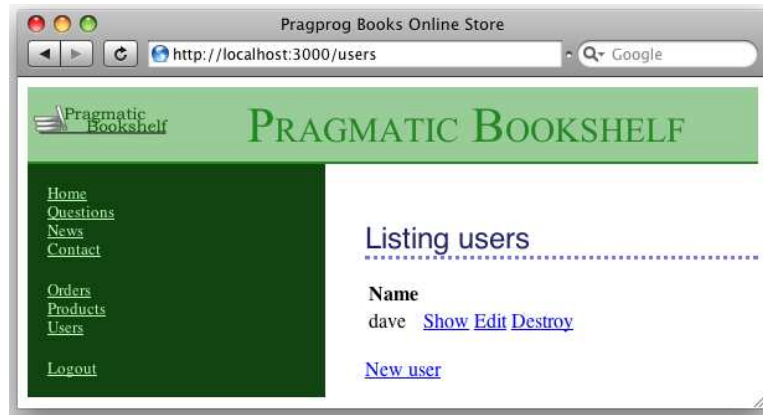 Pragprog Books Online Store
http://localhost:3000/users
Google
Pragmatic
Bookshelf
PRAGMATIC BOOKSHELF
Home
Questions
News
Contact
Orders
Products
Users
Logout
Listing users
Name
dave Show Edit Destroy
New user